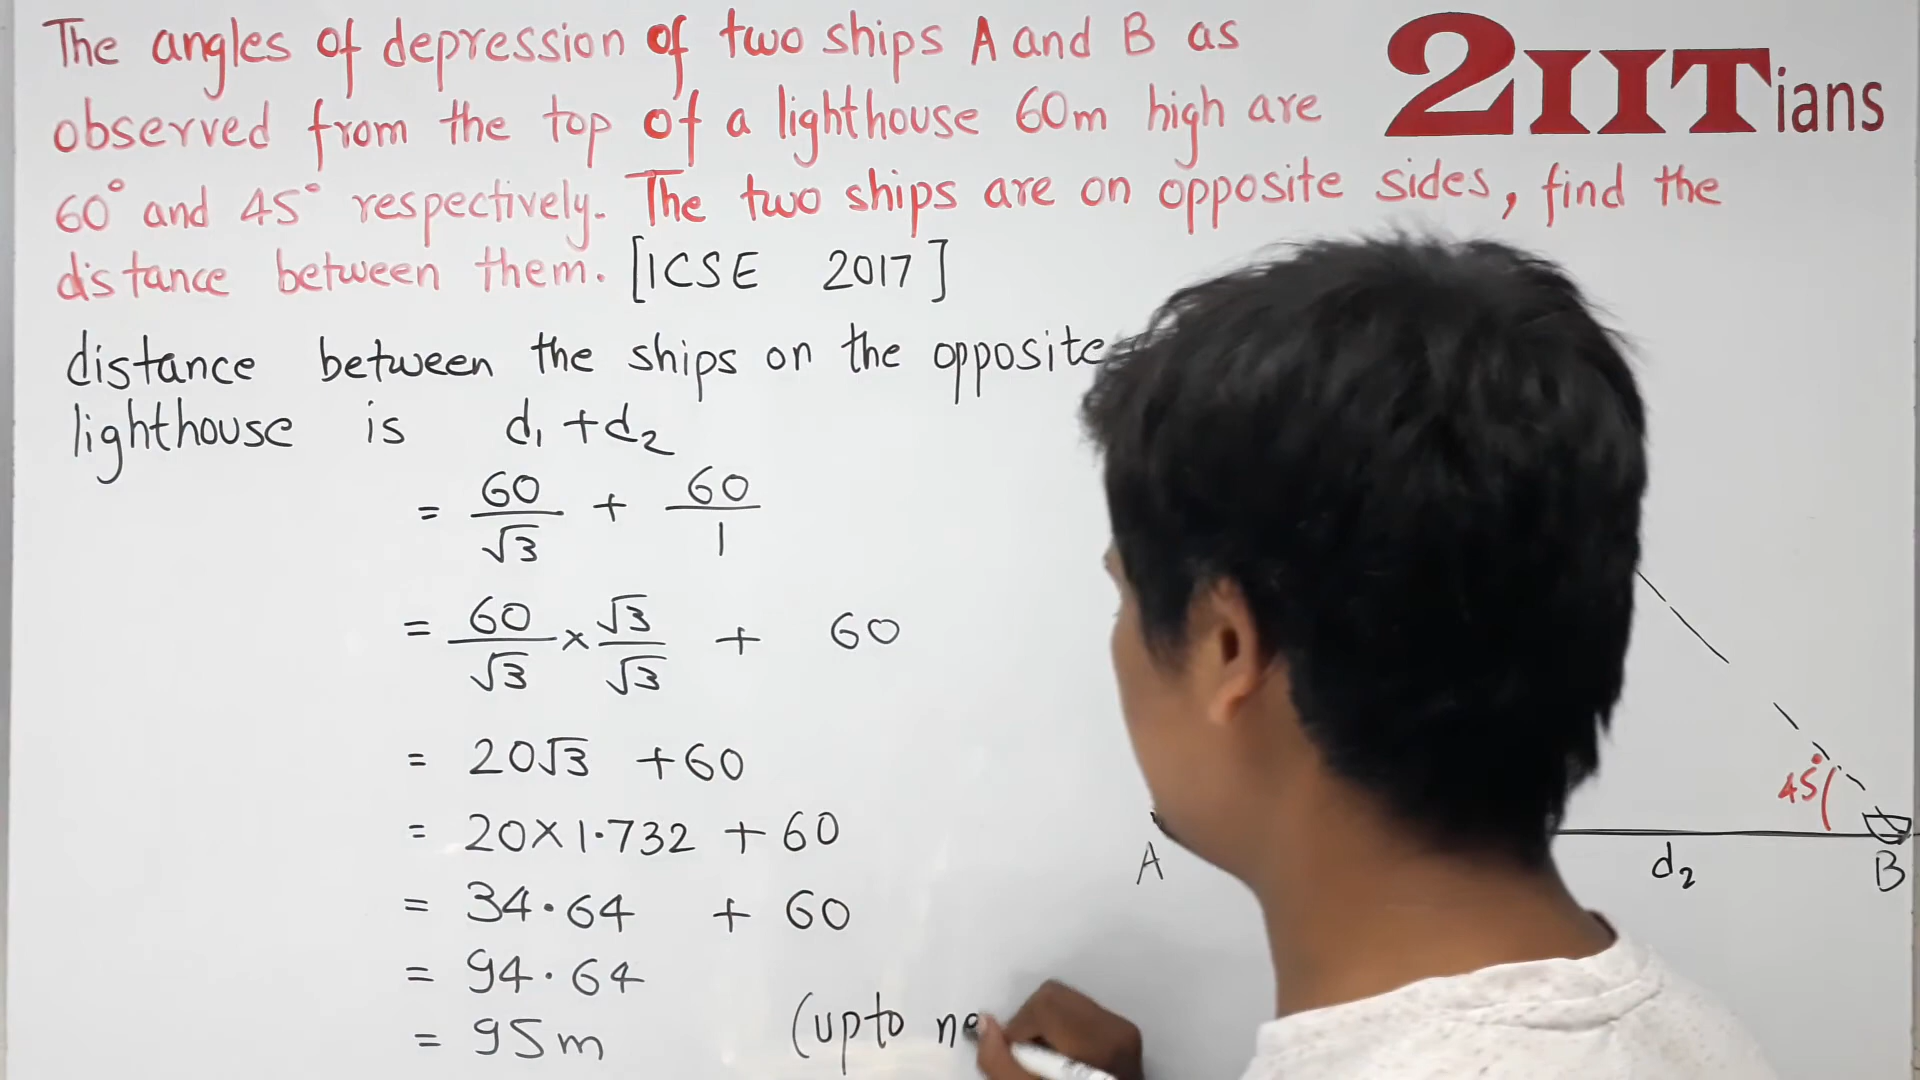 The angles of depression of two ships A and B as
2IITians
observed from the top of a lighthouse 60m high are
60° and 45° respectively. The two ships are on opposite sides, find the
distance between them. [ICSE 2017]
distance between the ships on the opposite
lighthouse is d₁ + d₂
= 60/√3 + 60/1
= 60/√3 × √3/√3 + 60
= 20√3 + 60
= 20 × 1.732 + 60
= 34.64 + 60
= 94.64
= 95m (upto ne
45°
A d₂ B